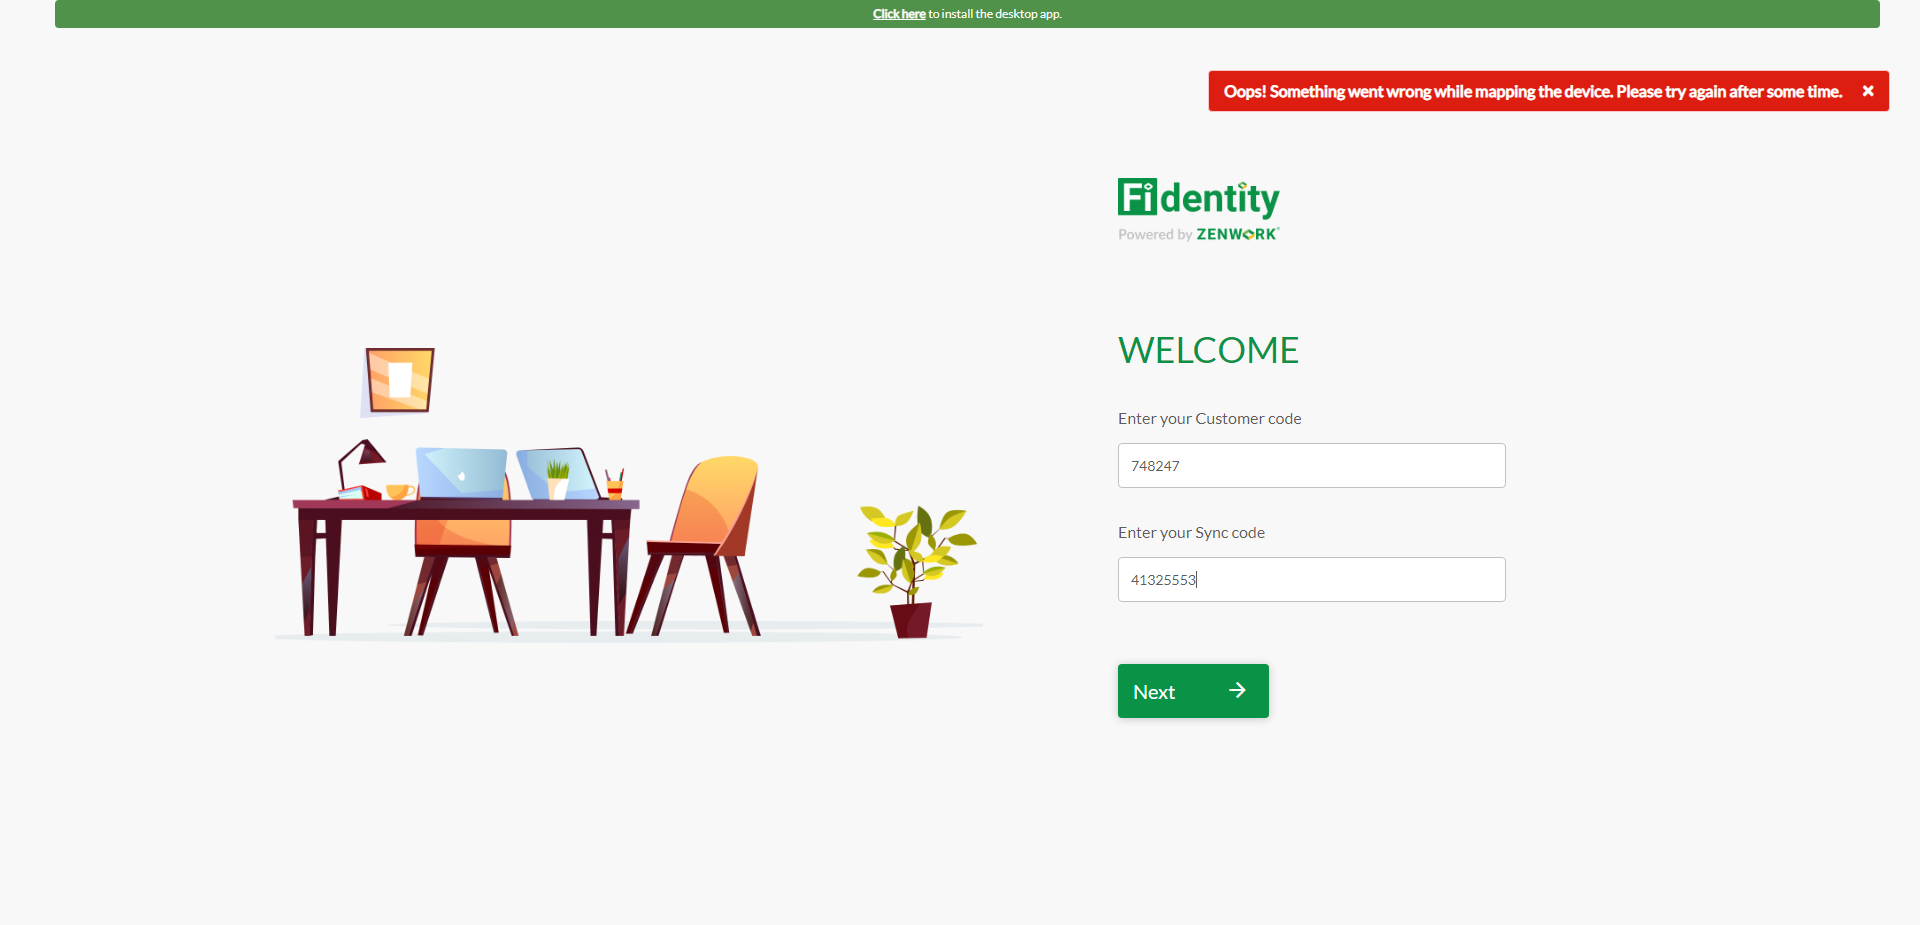 Click here to install the desktop app.
Oops! Something went wrong while mapping the device. Please try again after some time. ×
Fidentity
Powered by ZENWORK
WELCOME
Enter your Customer code
748247
Enter your Sync code
41325553
Next →